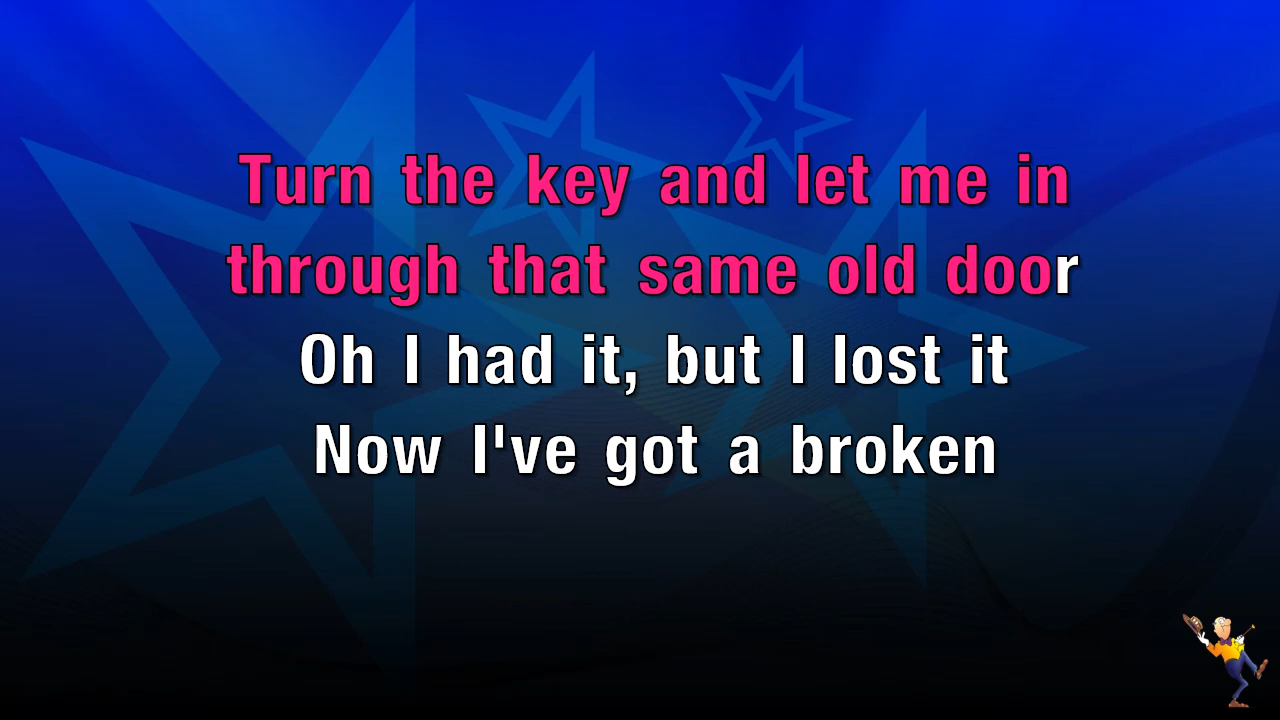 Turn the key and let me in
through that same old door
Oh I had it, but I lost it
Now I've got a broken